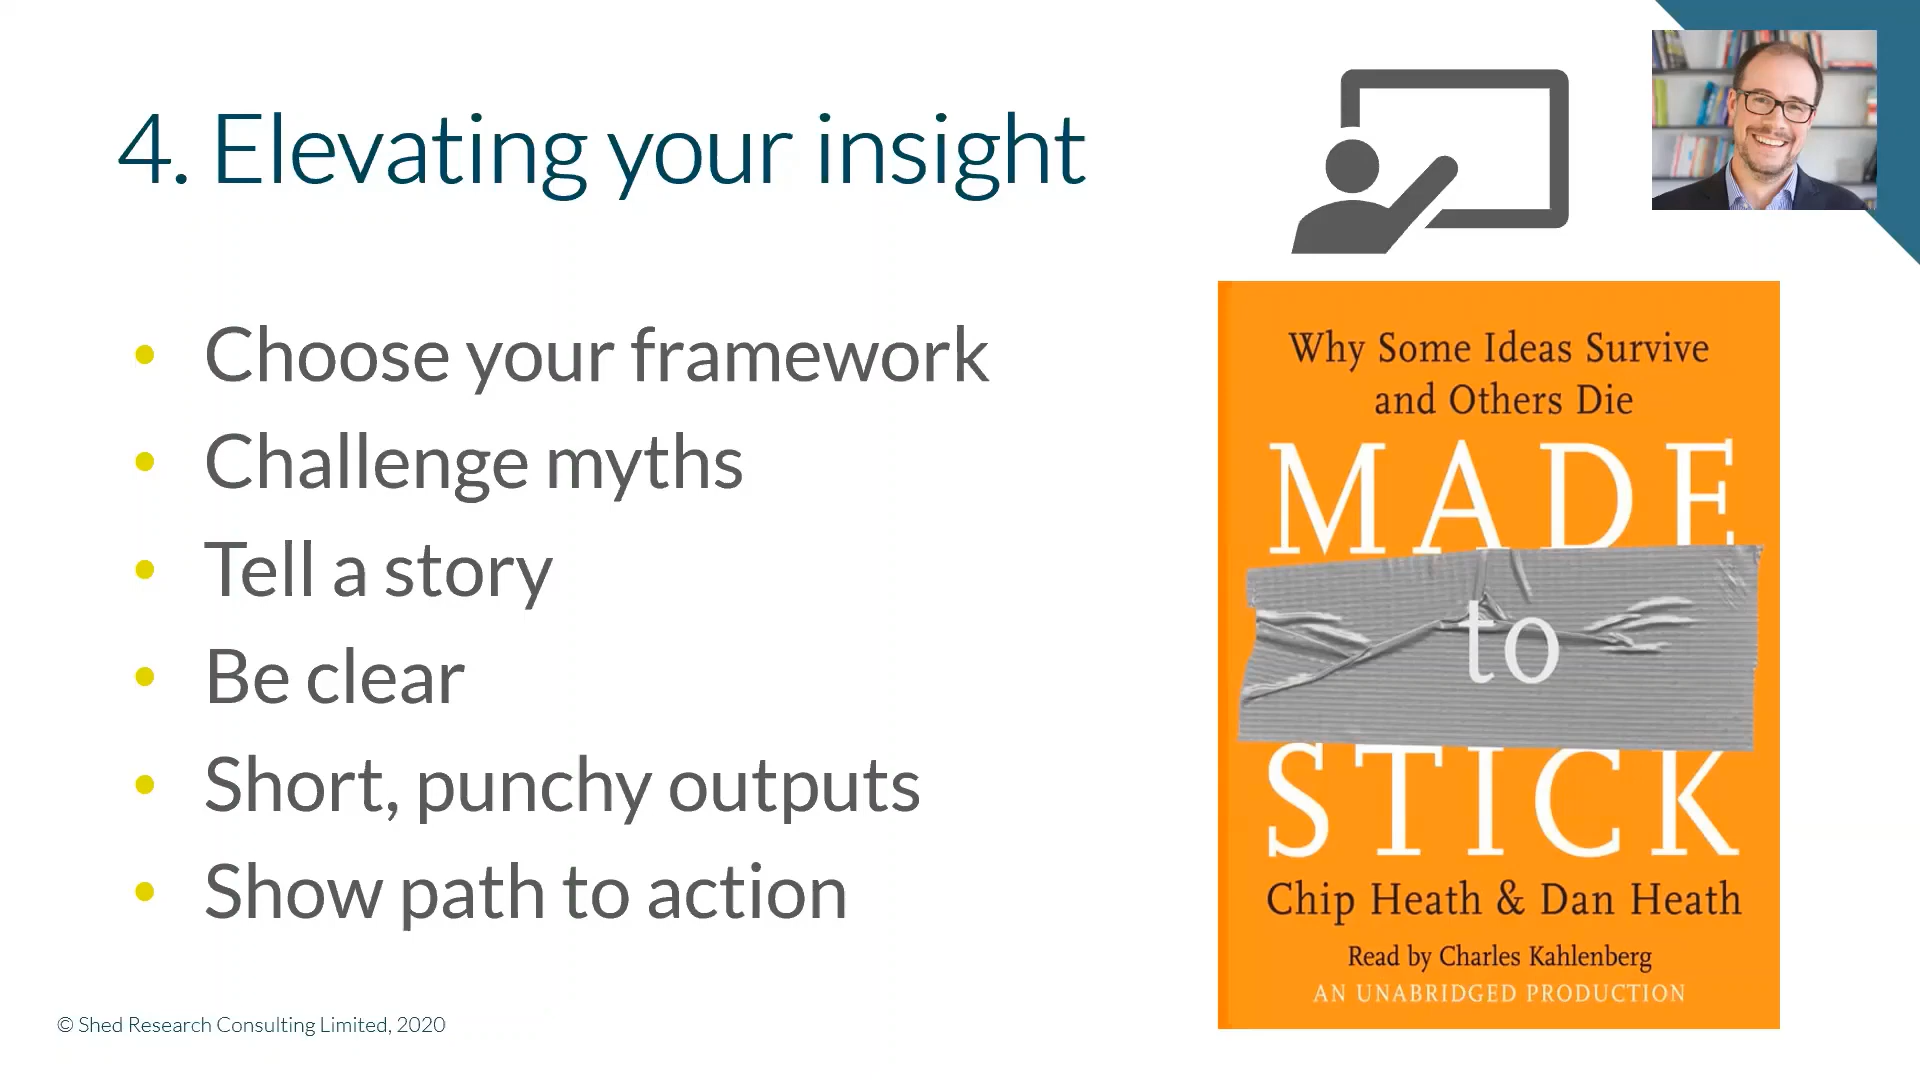 4. Elevating your insight
• Choose your framework
• Challenge myths
• Tell a story
• Be clear
• Short, punchy outputs
• Show path to action
Why Some Ideas Survive
and Others Die
MADE
to
STICK
Chip Heath & Dan Heath
Read by Charles Kahlenberg
AN UNABRIDGED PRODUCTION
© Shed Research Consulting Limited, 2020